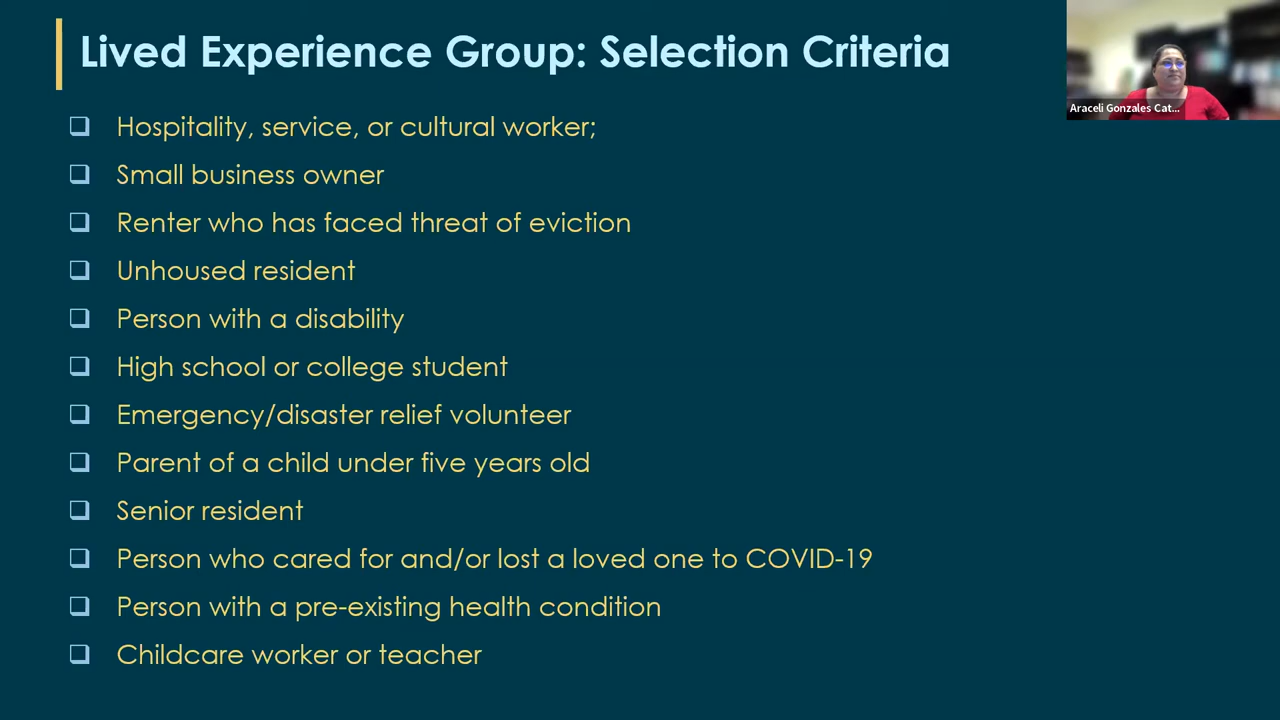 Lived Experience Group: Selection Criteria
Araceli Gonzales Cat...
❑ Hospitality, service, or cultural worker;
❑ Small business owner
❑ Renter who has faced threat of eviction
❑ Unhoused resident
❑ Person with a disability
❑ High school or college student
❑ Emergency/disaster relief volunteer
❑ Parent of a child under five years old
❑ Senior resident
❑ Person who cared for and/or lost a loved one to COVID-19
❑ Person with a pre-existing health condition
❑ Childcare worker or teacher